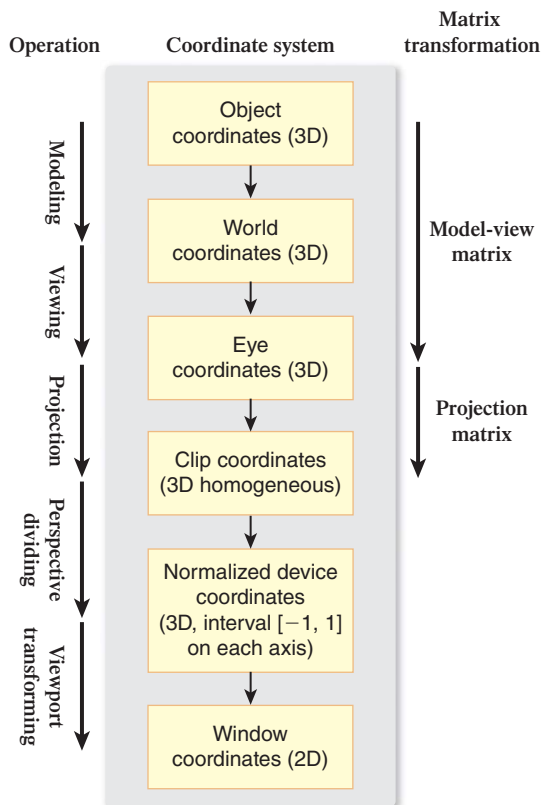 Operation
Coordinate system
Matrix
transformation
Modeling
Viewing
Projection
Perspective
dividing
Viewport
transforming
Object
coordinates (3D)
World
coordinates (3D)
Eye
coordinates (3D)
Clip coordinates
(3D homogeneous)
Normalized device
coordinates
(3D, interval [−1, 1]
on each axis)
Window
coordinates (2D)
Model-view
matrix
Projection
matrix